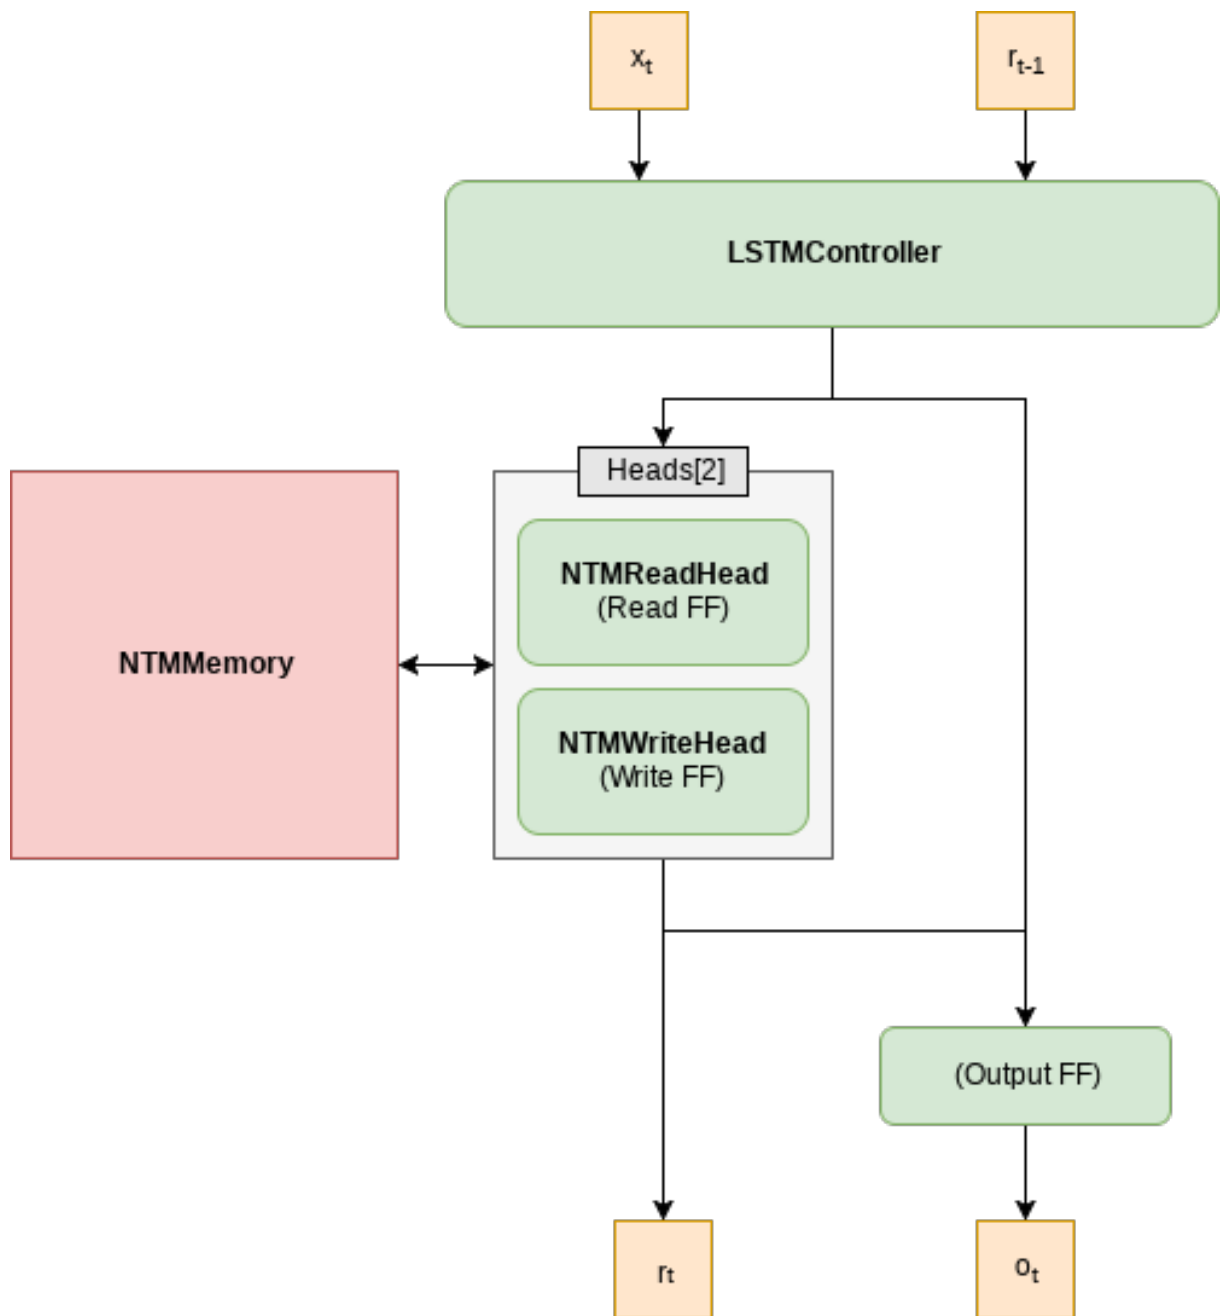 xₜ
rₜ₋₁
LSTMController
Heads[2]
NTMReadHead
(Read FF)
NTMMemory
NTMWriteHead
(Write FF)
(Output FF)
rₜ
oₜ